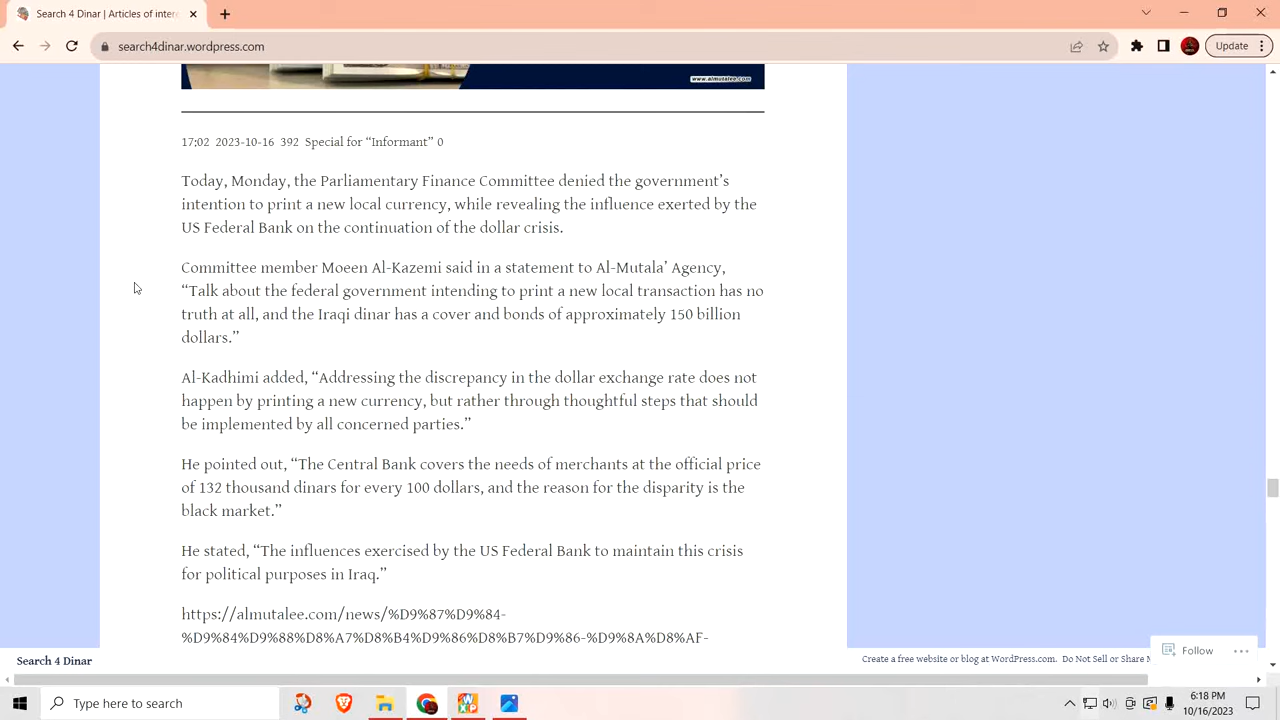 Search 4 Dinar | Articles of inter
search4dinar.wordpress.com
Update
www.almutalee.com
17:02 2023-10-16 392 Special for “Informant” 0
Today, Monday, the Parliamentary Finance Committee denied the government’s
intention to print a new local currency, while revealing the influence exerted by the
US Federal Bank on the continuation of the dollar crisis.
Committee member Moeen Al-Kazemi said in a statement to Al-Mutala’ Agency,
“Talk about the federal government intending to print a new local transaction has no
truth at all, and the Iraqi dinar has a cover and bonds of approximately 150 billion
dollars.”
Al-Kadhimi added, “Addressing the discrepancy in the dollar exchange rate does not
happen by printing a new currency, but rather through thoughtful steps that should
be implemented by all concerned parties.”
He pointed out, “The Central Bank covers the needs of merchants at the official price
of 132 thousand dinars for every 100 dollars, and the reason for the disparity is the
black market.”
He stated, “The influences exercised by the US Federal Bank to maintain this crisis
for political purposes in Iraq.”
https://almutalee.com/news/%D9%87%D9%84-
%D9%84%D9%88%D8%A7%D8%B4%D9%86%D8%B7%D9%86-%D9%8A%D8%AF-
Search 4 Dinar
Create a free website or blog at WordPress.com. Do Not Sell or Share M
Follow
Type here to search
6:18 PM
10/16/2023